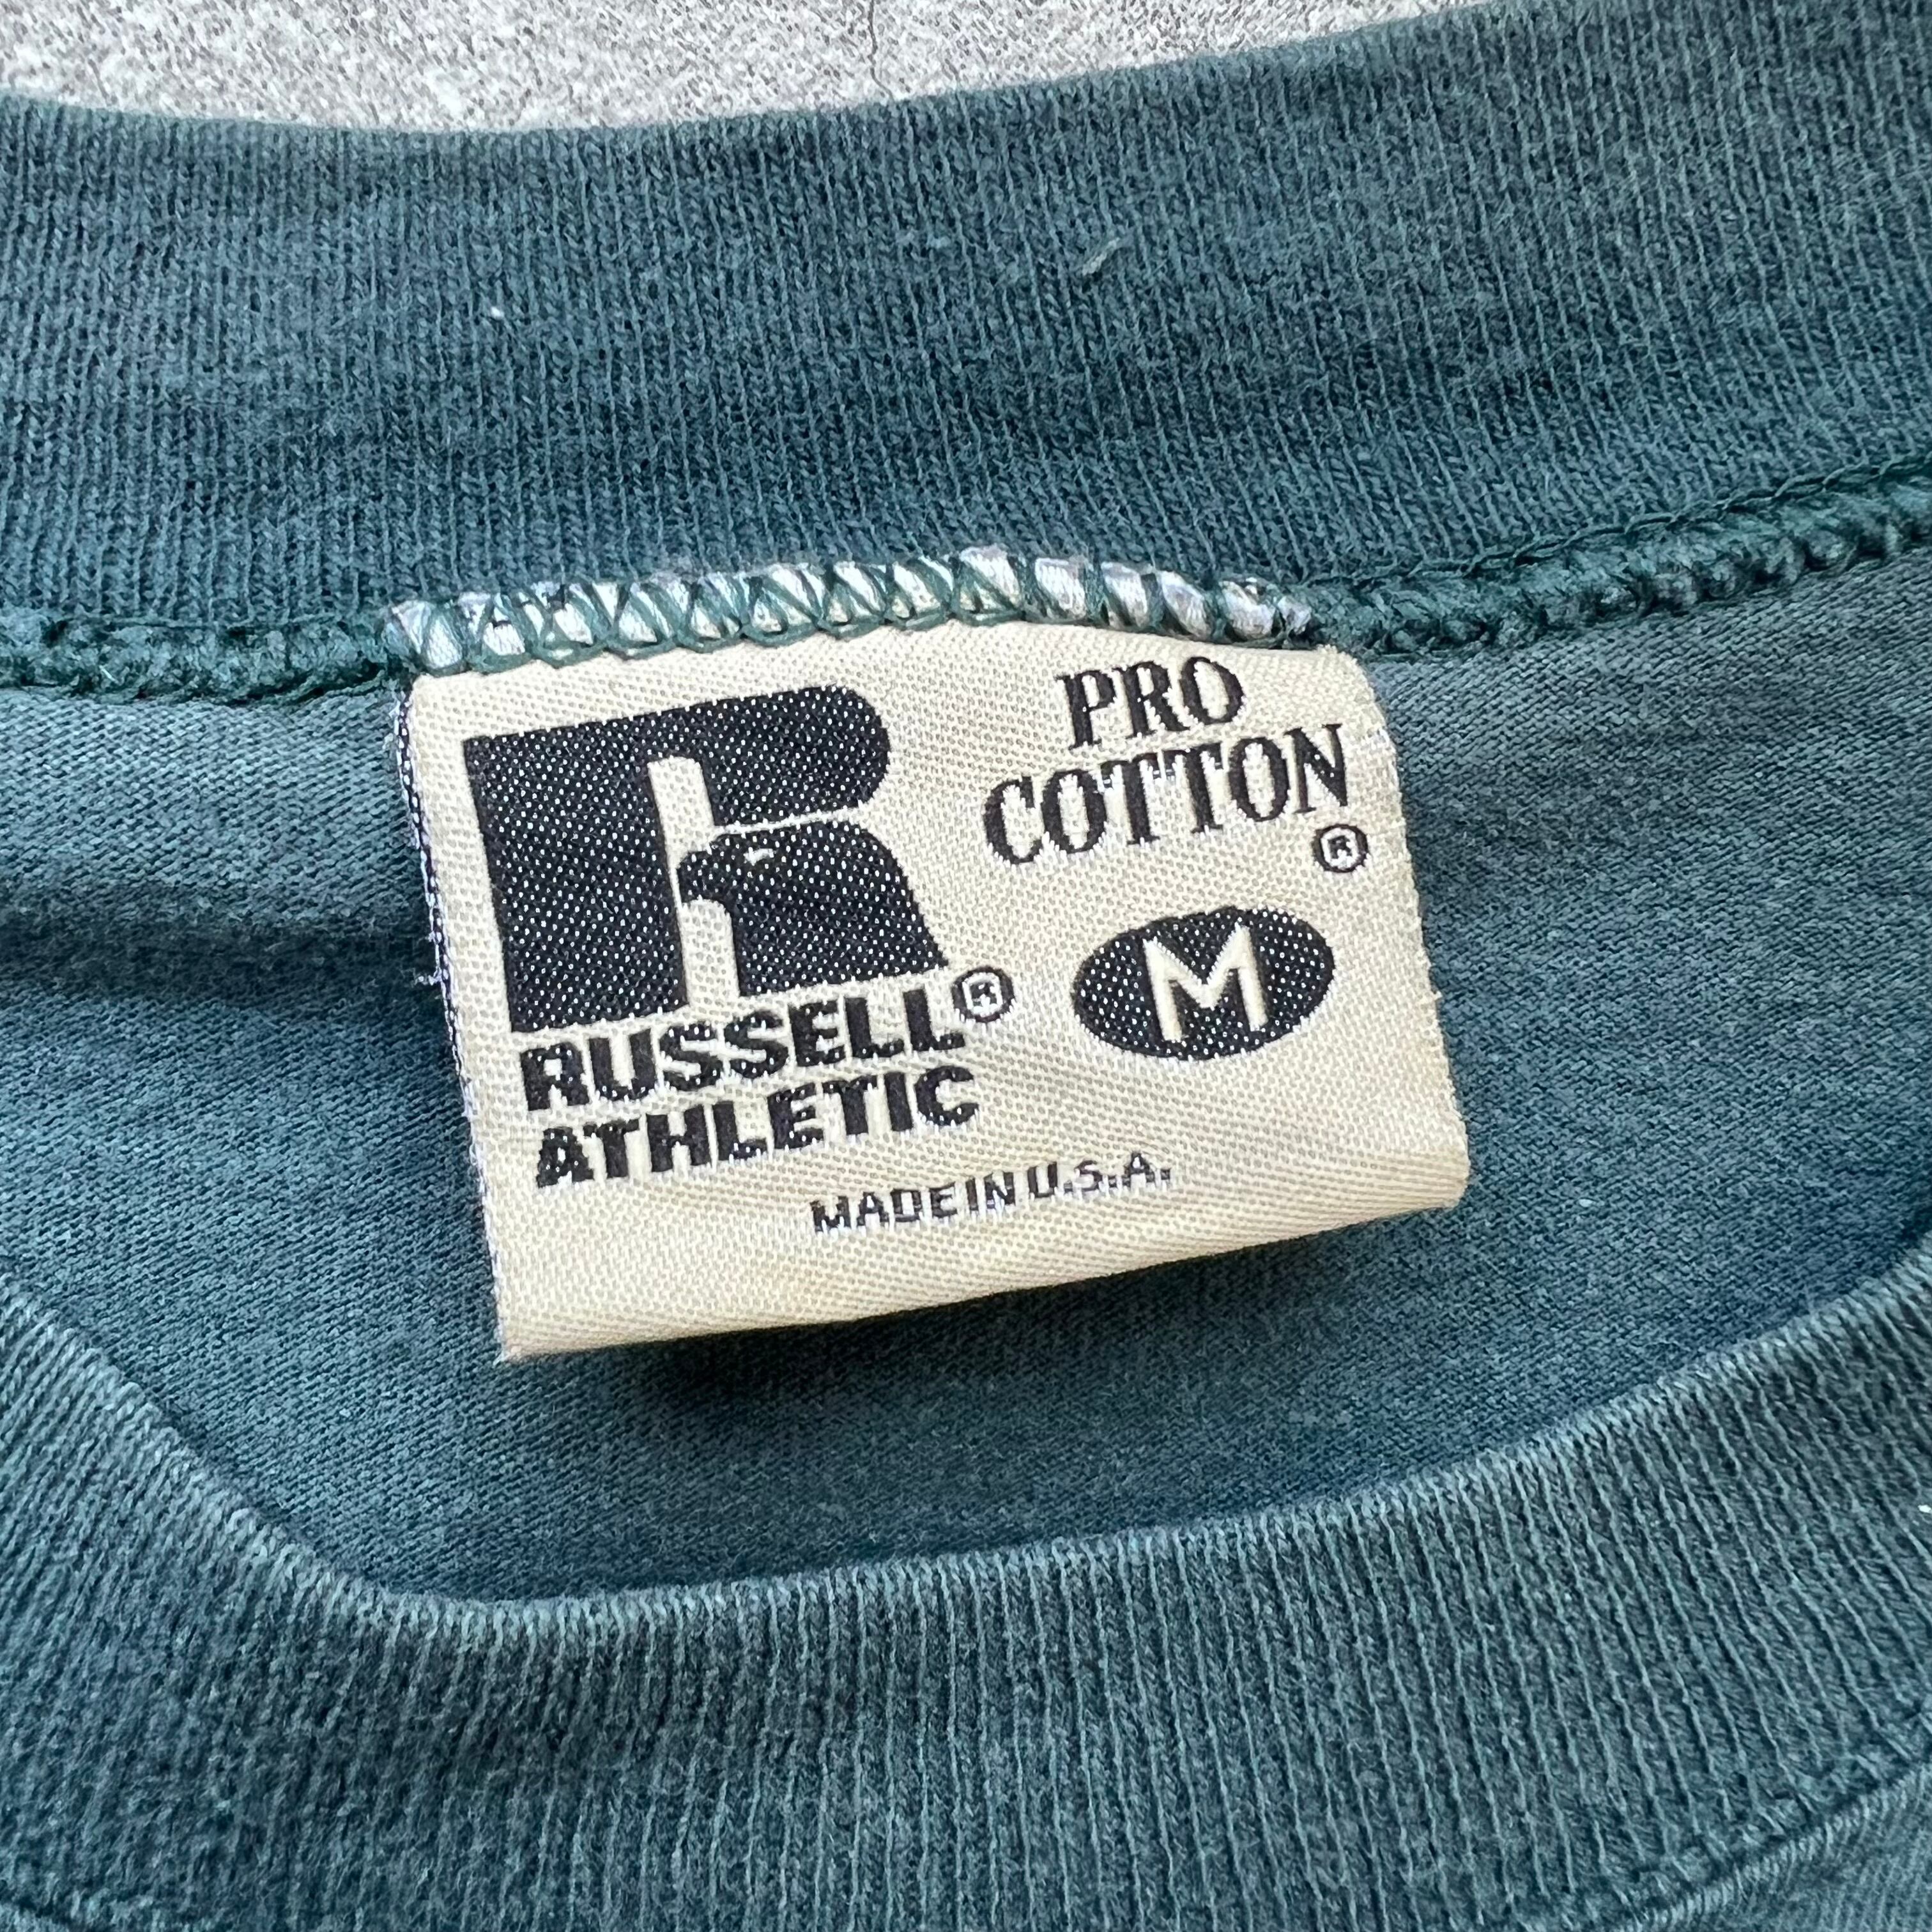 PRO
COTTON
®
M
RUSSELL®
ATHLETIC
MADE IN U.S.A.